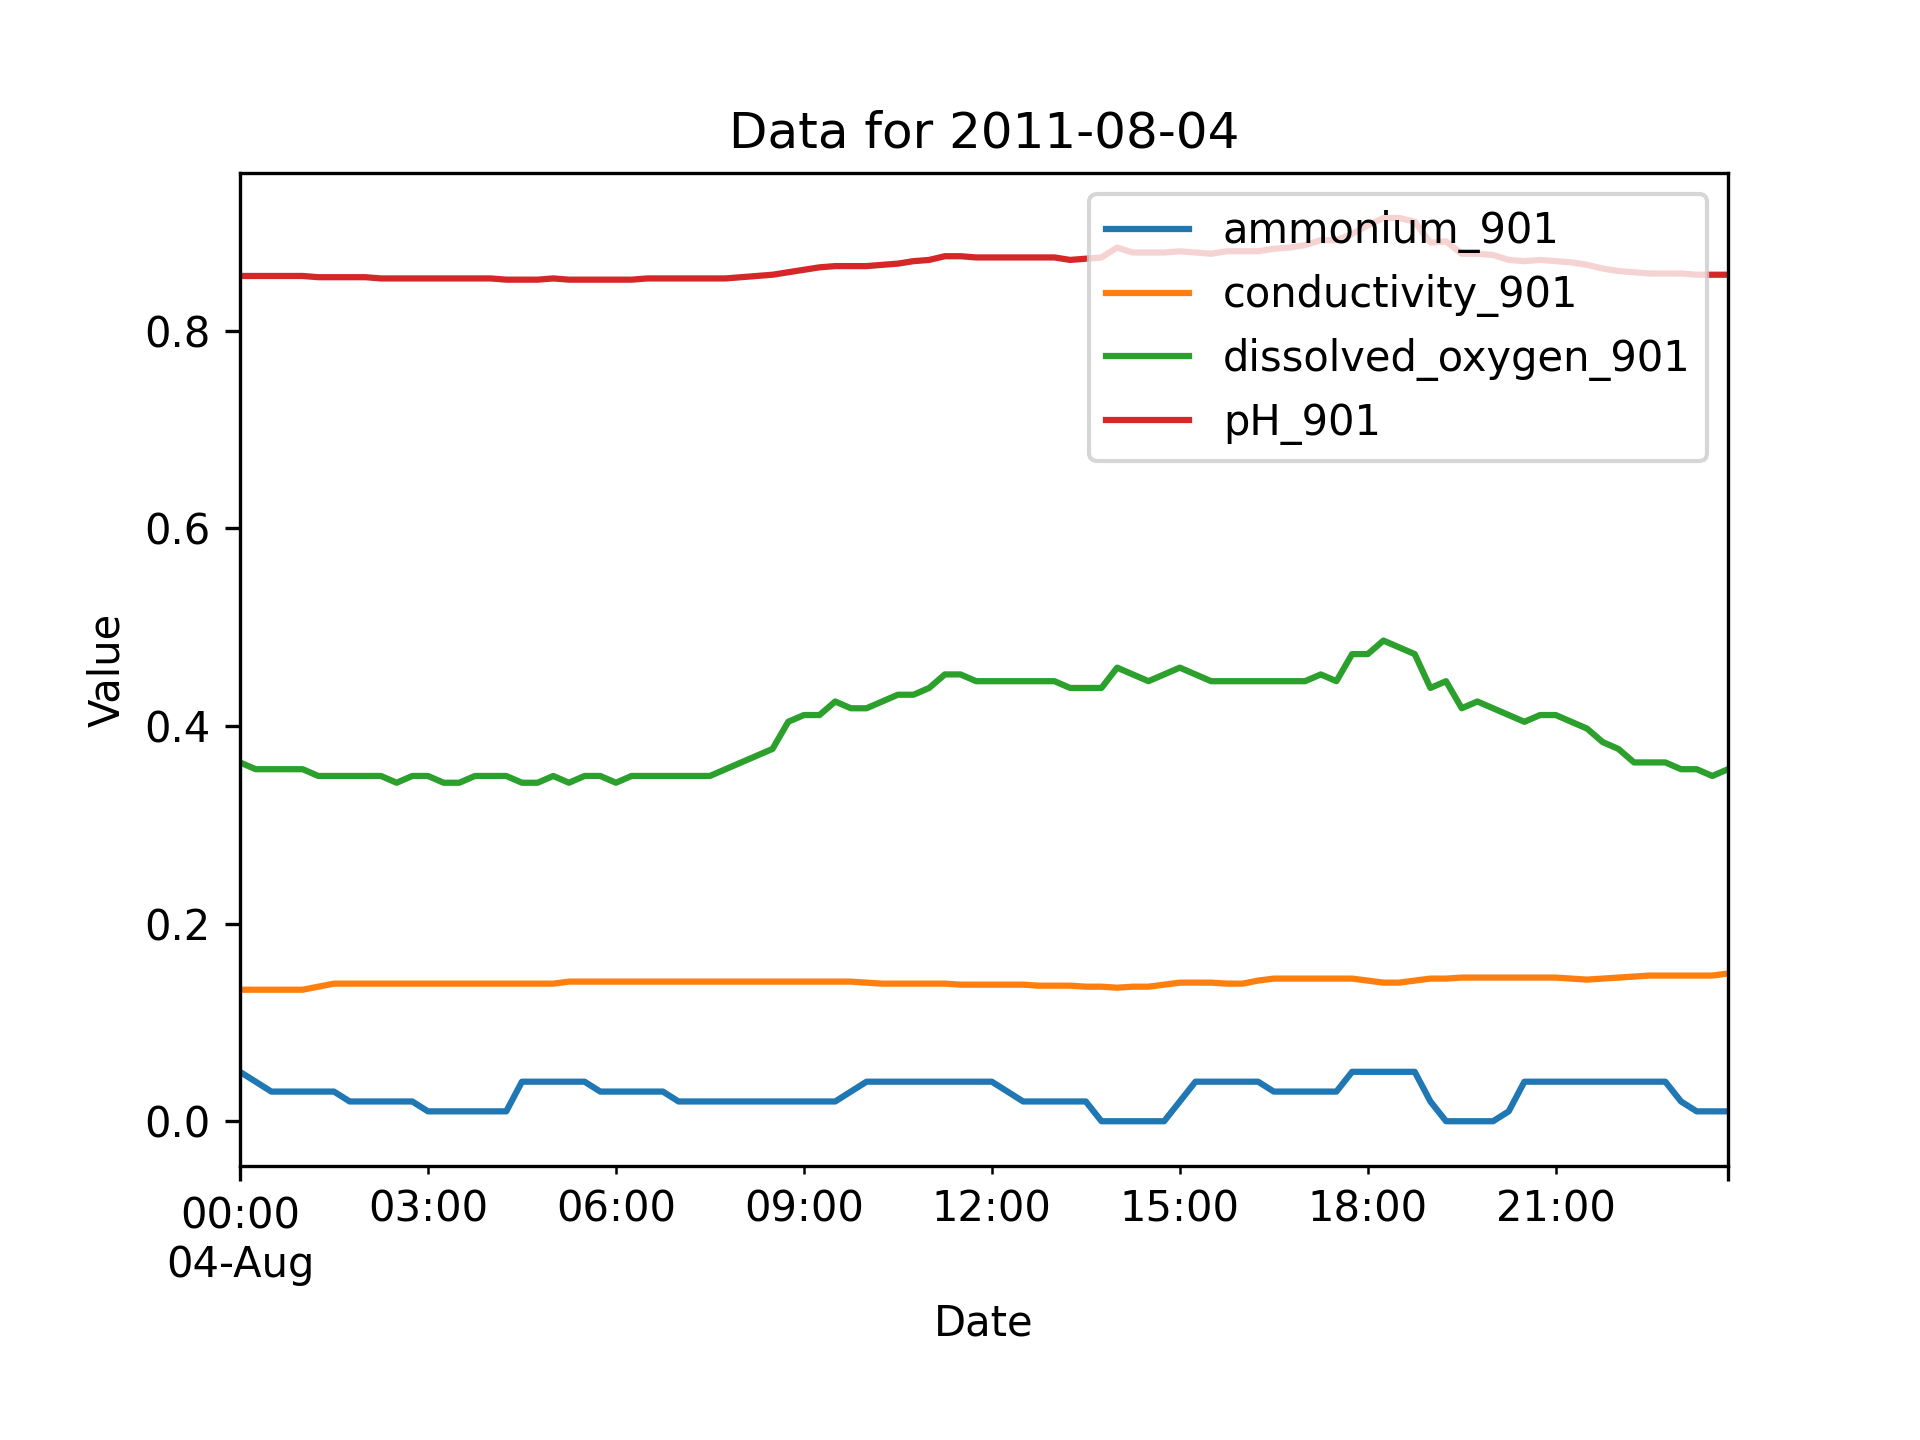 Data for 2011-08-04
ammonium_901
conductivity_901
dissolved_oxygen_901
pH_901
Value
0.8
0.6
0.4
0.2
0.0
00:00 03:00 06:00 09:00 12:00 15:00 18:00 21:00
04-Aug
Date